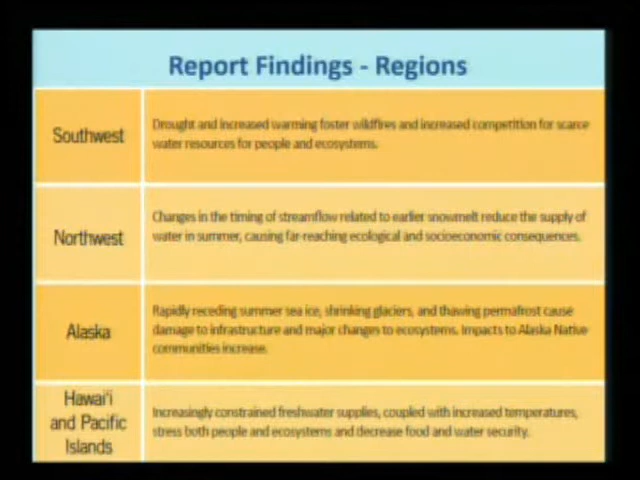 Report Findings - Regions
Southwest
Drought and increased warming foster wildfires and increased competition for scarce
water resources for people and ecosystems.
Northwest
Changes in the timing of streamflow related to earlier snowmelt reduce the supply of
water in summer, causing far-reaching ecological and socioeconomic consequences.
Alaska
Rapidly receding summer sea ice, shrinking glaciers, and thawing permafrost cause
damage to infrastructure and major changes to ecosystems. Impacts to Alaska Native
communities increase.
Hawai'i
and Pacific
Islands
Increasingly constrained freshwater supplies, coupled with increased temperatures,
stress both people and ecosystems and decrease food and water security.